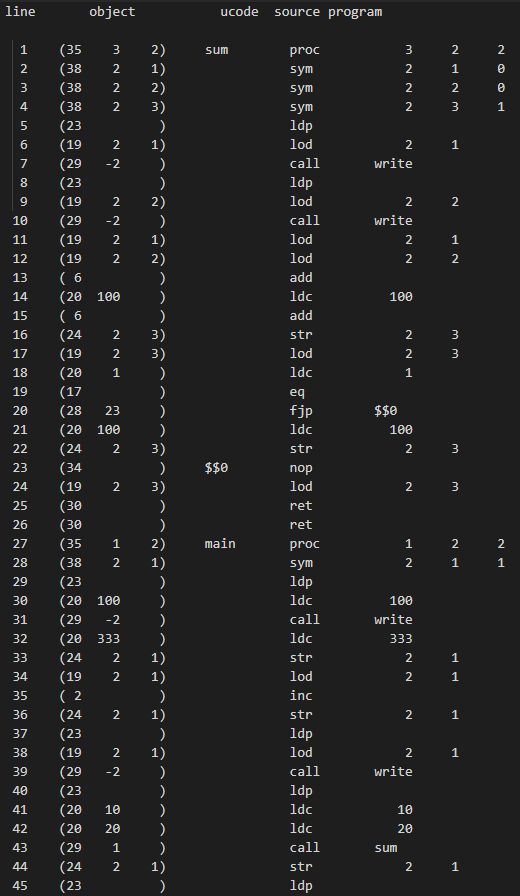 line object ucode source program
1 (35 3 2) sum proc 3 2 2
2 (38 2 1) sym 2 1 0
3 (38 2 2) sym 2 2 0
4 (38 2 3) sym 2 3 1
5 (23 ) ldp
6 (19 2 1) lod 2 1
7 (29 -2 ) call write
8 (23 ) ldp
9 (19 2 2) lod 2 2
10 (29 -2 ) call write
11 (19 2 1) lod 2 1
12 (19 2 2) lod 2 2
13 ( 6 ) add
14 (20 100 ) ldc 100
15 ( 6 ) add
16 (24 2 3) str 2 3
17 (19 2 3) lod 2 3
18 (20 1 ) ldc 1
19 (17 ) eq
20 (28 23 ) fjp $$0
21 (20 100 ) ldc 100
22 (24 2 3) str 2 3
23 (34 ) $$0 nop
24 (19 2 3) lod 2 3
25 (30 ) ret
26 (30 ) ret
27 (35 1 2) main proc 1 2 2
28 (38 2 1) sym 2 1 1
29 (23 ) ldp
30 (20 100 ) ldc 100
31 (29 -2 ) call write
32 (20 333 ) ldc 333
33 (24 2 1) str 2 1
34 (19 2 1) lod 2 1
35 ( 2 ) inc
36 (24 2 1) str 2 1
37 (23 ) ldp
38 (19 2 1) lod 2 1
39 (29 -2 ) call write
40 (23 ) ldp
41 (20 10 ) ldc 10
42 (20 20 ) ldc 20
43 (29 1 ) call sum
44 (24 2 1) str 2 1
45 (23 ) ldp